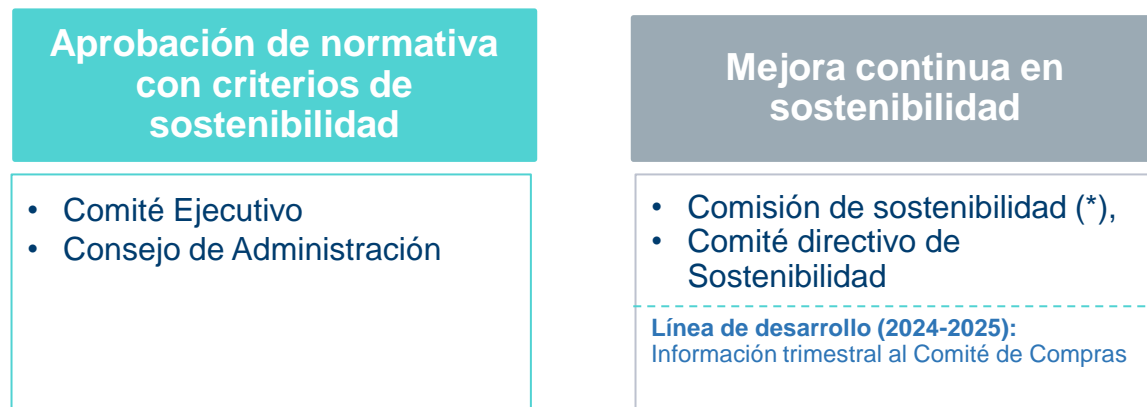 Aprobación de normativa
con criterios de
sostenibilidad
• Comité Ejecutivo
• Consejo de Administración
Mejora continua en
sostenibilidad
• Comisión de sostenibilidad (*),
• Comité directivo de
Sostenibilidad
Línea de desarrollo (2024-2025):
Información trimestral al Comité de Compras